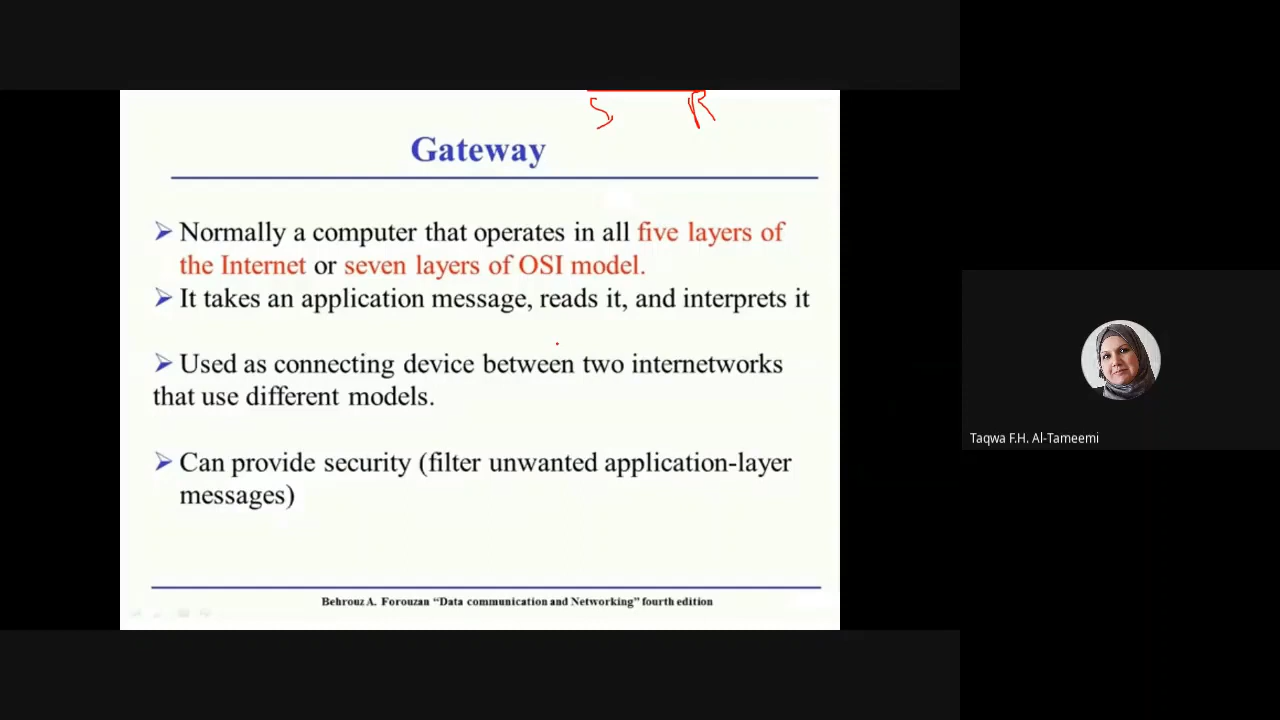 S R
Gateway
➢ Normally a computer that operates in all five layers of
the Internet or seven layers of OSI model.
➢ It takes an application message, reads it, and interprets it
➢ Used as connecting device between two internetworks
that use different models.
➢ Can provide security (filter unwanted application-layer
messages)
Behrouz A. Forouzan “Data communication and Networking” fourth edition
Taqwa F.H. Al-Tameemi